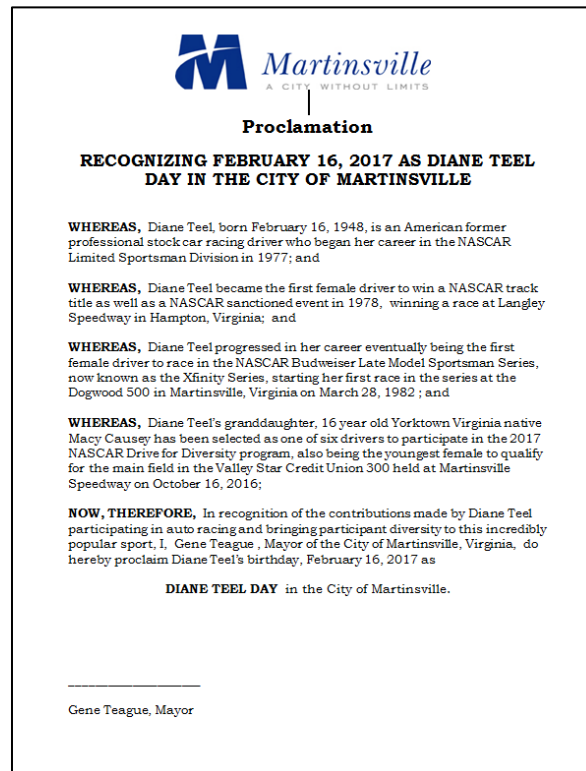 Martinsville
A CITY WITHOUT LIMITS
Proclamation
RECOGNIZING FEBRUARY 16, 2017 AS DIANE TEEL
DAY IN THE CITY OF MARTINSVILLE
WHEREAS, Diane Teel, born February 16, 1948, is an American former
professional stock car racing driver who began her career in the NASCAR
Limited Sportsman Division in 1977; and
WHEREAS, Diane Teel became the first female driver to win a NASCAR track
title as well as a NASCAR sanctioned event in 1978, winning a race at Langley
Speedway in Hampton, Virginia; and
WHEREAS, Diane Teel progressed in her career eventually being the first
female driver to race in the NASCAR Budweiser Late Model Sportsman Series,
now known as the Xfinity Series, starting her first race in the series at the
Dogwood 500 in Martinsville, Virginia on March 28, 1982 ; and
WHEREAS, Diane Teel's granddaughter, 16 year old Yorktown Virginia native
Macy Causey has been selected as one of six drivers to participate in the 2017
NASCAR Drive for Diversity program, also being the youngest female to qualify
for the main field in the Valley Star Credit Union 300 held at Martinsville
Speedway on October 16, 2016;
NOW, THEREFORE, In recognition of the contributions made by Diane Teel
participating in auto racing and bringing participant diversity to this incredibly
popular sport, I, Gene Teague , Mayor of the City of Martinsville, Virginia, do
hereby proclaim Diane Teel's birthday, February 16, 2017 as
DIANE TEEL DAY in the City of Martinsville.
Gene Teague, Mayor